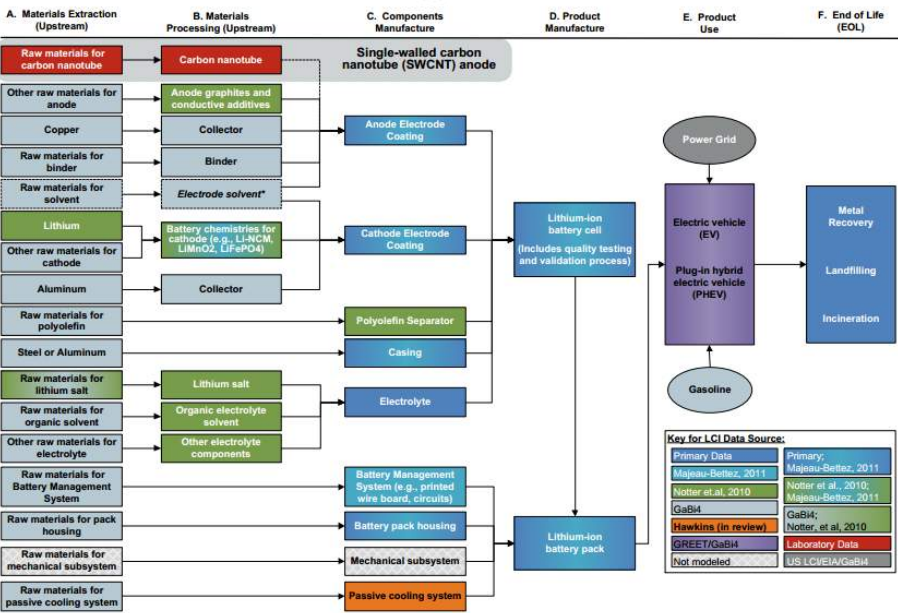 A. Materials Extraction
(Upstream)
B. Materials
Processing (Upstream)
C. Components
Manufacture
D. Product
Manufacture
E. Product
Use
F. End of Life
(EOL)
Raw materials for
carbon nanotube
Carbon nanotube
Single-walled carbon
nanotube (SWCNT) anode
Other raw materials for
anode
Anode graphites and
conductive additives
Copper
Collector
Anode Electrode
Coating
Raw materials for
binder
Binder
Raw materials for
solvent
Electrode solvent*
Lithium
Battery chemistries for
cathode (e.g., Li-NCM,
LiMnO2, LiFePO4)
Cathode Electrode
Coating
Other raw materials for
cathode
Aluminum
Collector
Raw materials for
polyolefin
Polyolefin Separator
Steel or Aluminum
Casing
Raw materials for
lithium salt
Lithium salt
Raw materials for
organic solvent
Organic electrolyte
solvent
Electrolyte
Other raw materials for
electrolyte
Other electrolyte
components
Raw materials for
Battery Management
System
Battery Management
System (e.g., printed
wire board, circuits)
Raw materials for pack
housing
Battery pack housing
Raw materials for
mechanical subsystem
Mechanical subsystem
Raw materials for
passive cooling system
Passive cooling system
Lithium-ion
battery cell
(Includes quality testing
and validation process)
Lithium-ion
battery pack
Power Grid
Electric vehicle
(EV)
Plug-in hybrid
electric vehicle
(PHEV)
Gasoline
Metal
Recovery
Landfilling
Incineration
Key for LCI Data Source:
Primary Data
Majeau-Bettez, 2011
Notter et.al, 2010
GaBi4
Hawkins (in review)
GREET/GaBi4
Not modeled
Primary;
Majeau-Bettez, 2011
Notter et al., 2010;
Majeau-Bettez, 2011
GaBi4;
Notter, et al, 2010
Laboratory Data
US LCI/EIA/GaBi4